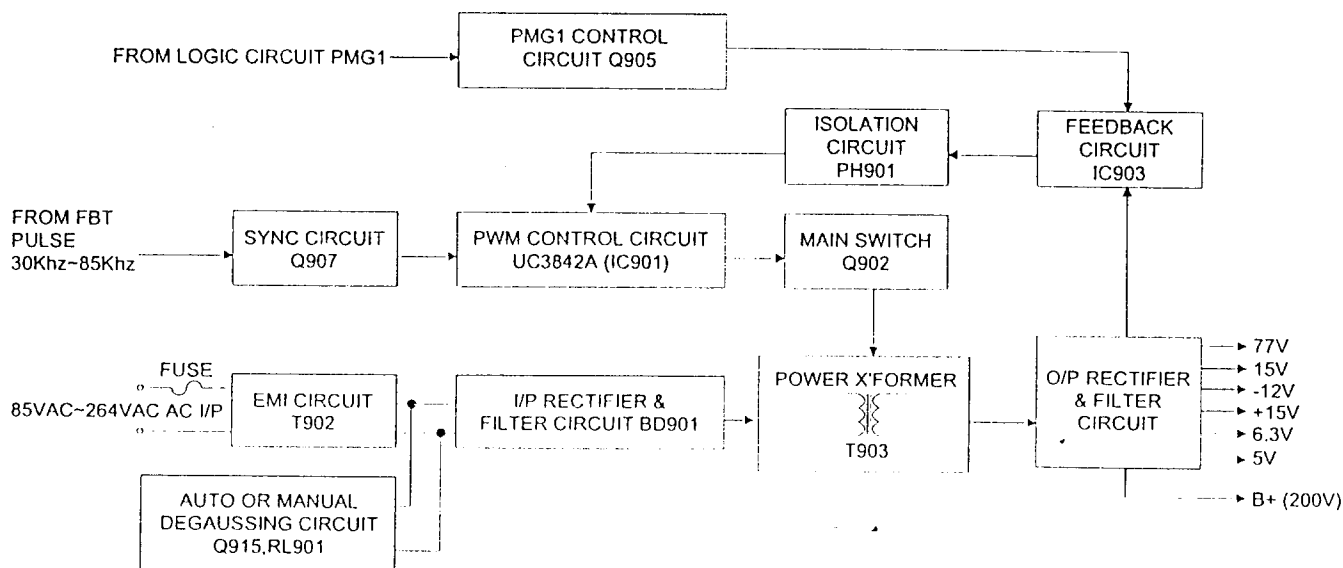 PMG1 CONTROL
CIRCUIT Q905
FROM LOGIC CIRCUIT PMG1
ISOLATION
CIRCUIT
PH901
FEEDBACK
CIRCUIT
IC903
FROM FBT
PULSE
30Khz~85Khz
SYNC CIRCUIT
Q907
PWM CONTROL CIRCUIT
UC3842A (IC901)
MAIN SWITCH
Q902
FUSE
85VAC~264VAC AC I/P
EMI CIRCUIT
T902
I/P RECTIFIER &
FILTER CIRCUIT BD901
POWER X'FORMER
T903
O/P RECTIFIER
& FILTER
CIRCUIT
77V
15V
-12V
+15V
6.3V
5V
B+ (200V)
AUTO OR MANUAL
DEGAUSSING CIRCUIT
Q915,RL901